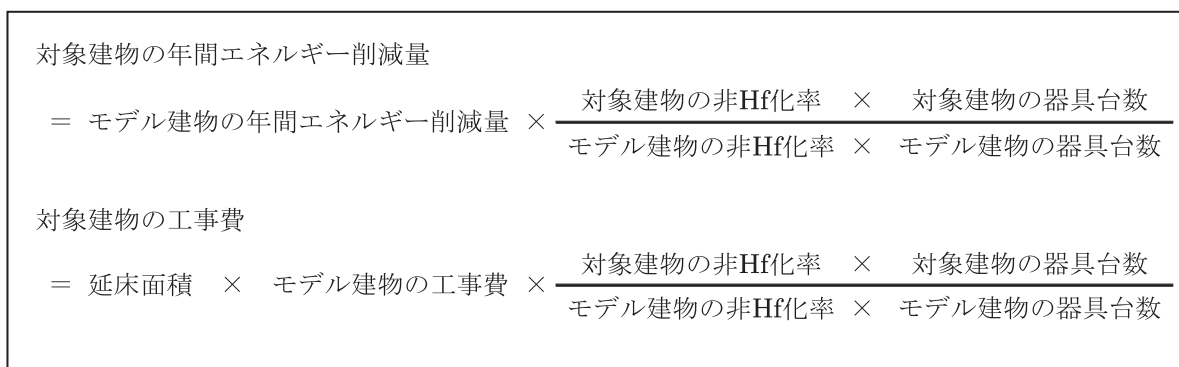 対象建物の年間エネルギー削減量
対象建物の非Hf化率 × 対象建物の器具台数
= モデル建物の年間エネルギー削減量 ×
モデル建物の非Hf化率 × モデル建物の器具台数
対象建物の工事費
対象建物の非Hf化率 × 対象建物の器具台数
= 延床面積 × モデル建物の工事費 ×
モデル建物の非Hf化率 × モデル建物の器具台数